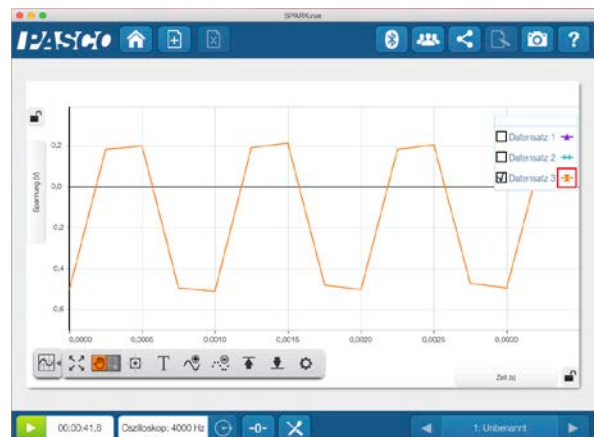 SPARKvue
PASCO
?
Datensatz 1
Datensatz 2
Datensatz 3
0,2
0,0
0,2
0,4
0,6
Spannung (V)
0,0000
0,0005
0,0010
0,0015
0,0020
0,0025
0,0000
T
Zeit (s)
00:00:41,8
Oszilloskop: 4000 Hz
-0-
1: Unbenannt